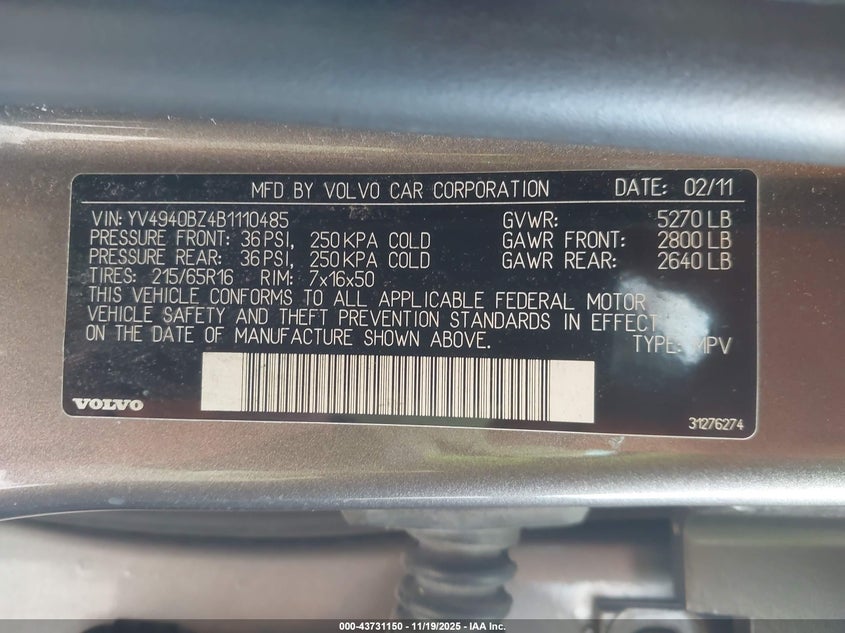 MFD BY VOLVO CAR CORPORATION DATE: 02/11
VIN: YV4940BZ4B1110485 GVWR: 5270 LB
PRESSURE FRONT: 36 PSI, 250 KPA COLD GAWR FRONT: 2800 LB
PRESSURE REAR: 36 PSI, 250 KPA COLD GAWR REAR: 2640 LB
TIRES: 215/65R16 RIM: 7x16x50
THIS VEHICLE CONFORMS TO ALL APPLICABLE FEDERAL MOTOR
VEHICLE SAFETY AND THEFT PREVENTION STANDARDS IN EFFECT
ON THE DATE OF MANUFACTURE SHOWN ABOVE. TYPE: MPV
VOLVO
31276274
000-43731150 - 11/19/2025 - IAA Inc.